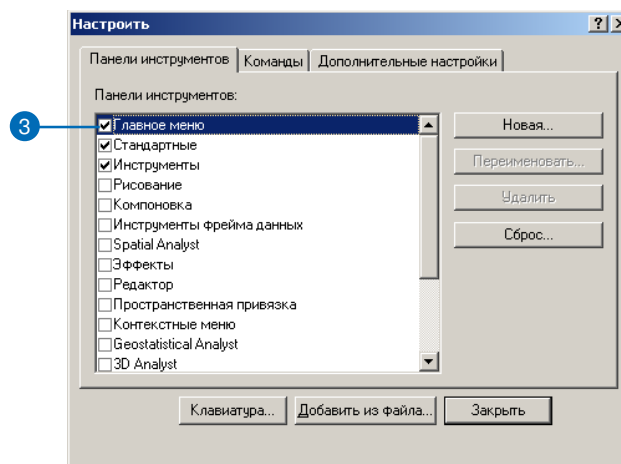 Настроить
Панели инструментов Команды Дополнительные настройки
Панели инструментов:
3
Главное меню
Стандартные
Инструменты
Рисование
Компоновка
Инструменты фрейма данных
Spatial Analyst
Эффекты
Редактор
Пространственная привязка
Контекстные меню
Geostatistical Analyst
3D Analyst
Новая...
Переименовать...
Удалить
Сброс...
Клавиатура... Добавить из файла... Закрыть